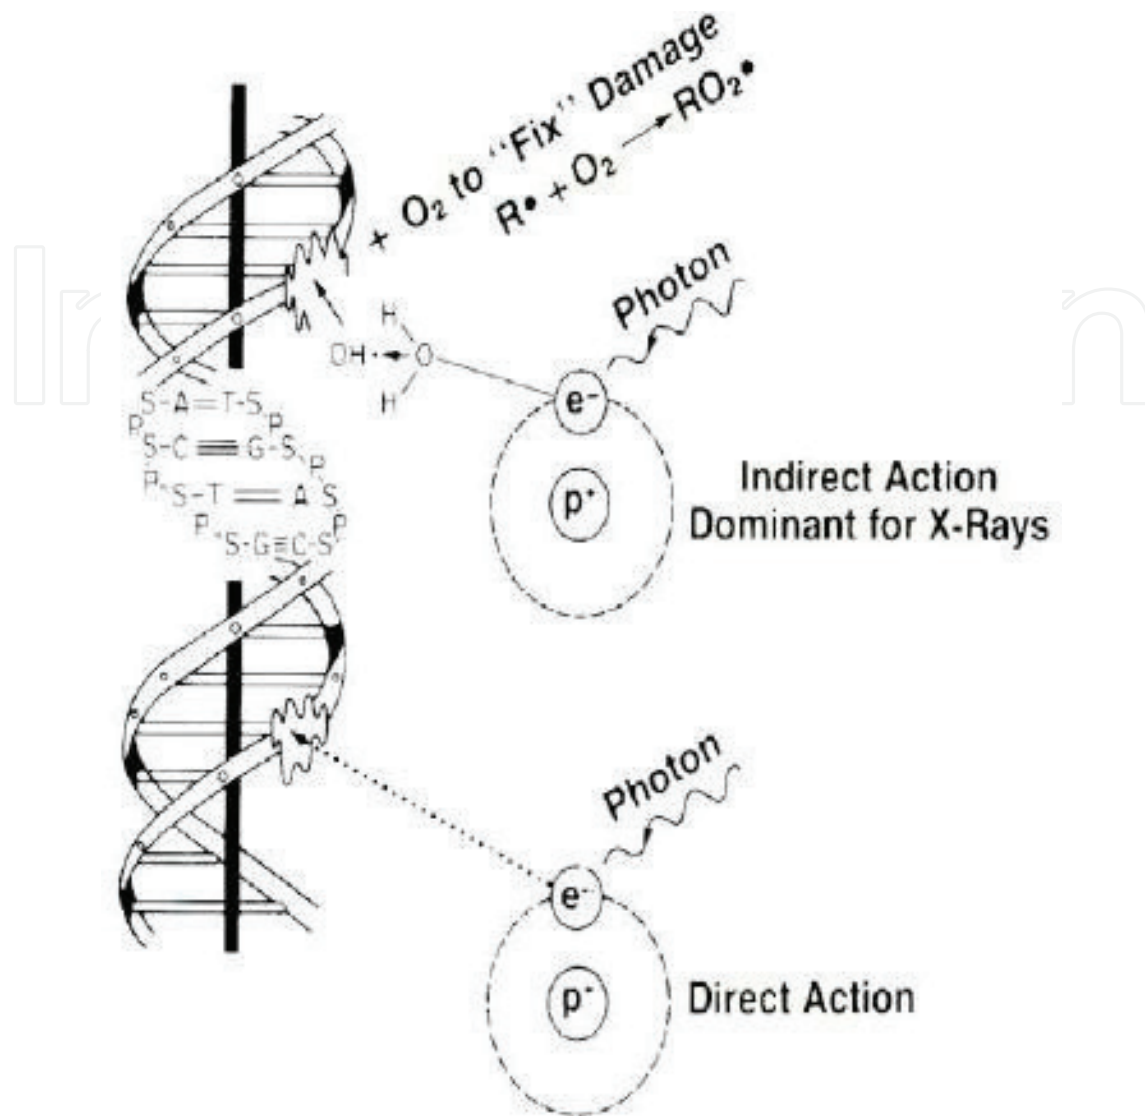 + O₂ to "Fix" Damage
R• + O₂ → RO₂•
Photon
H
OH
O
H
e⁻
p⁺
Indirect Action
Dominant for X-Rays
S-A=T-S
P P
S-C≡G-S
P P
S-T=A S
P P
S-G≡C-S
Photon
e⁻
p⁺
Direct Action